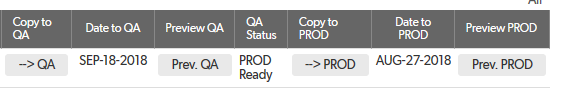 Copy to QA Date to QA Preview QA QA Status Copy to PROD Date to PROD Preview PROD
--> QA SEP-18-2018 Prev. QA PROD Ready --> PROD AUG-27-2018 Prev. PROD